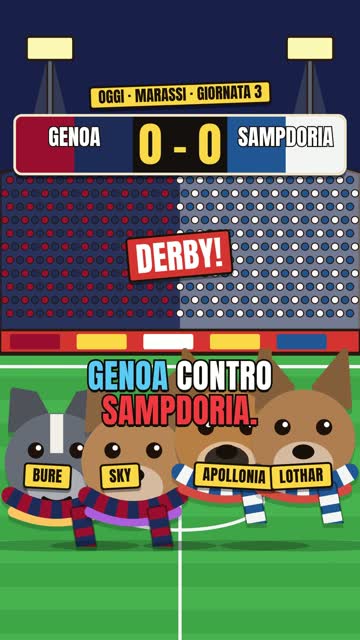 OGGI · MARASSI · GIORNATA 3
GENOA 0 - 0 SAMPDORIA
DERBY!
GENOA CONTRO
SAMPDORIA.
BURE SKY APOLLONIA LOTHAR